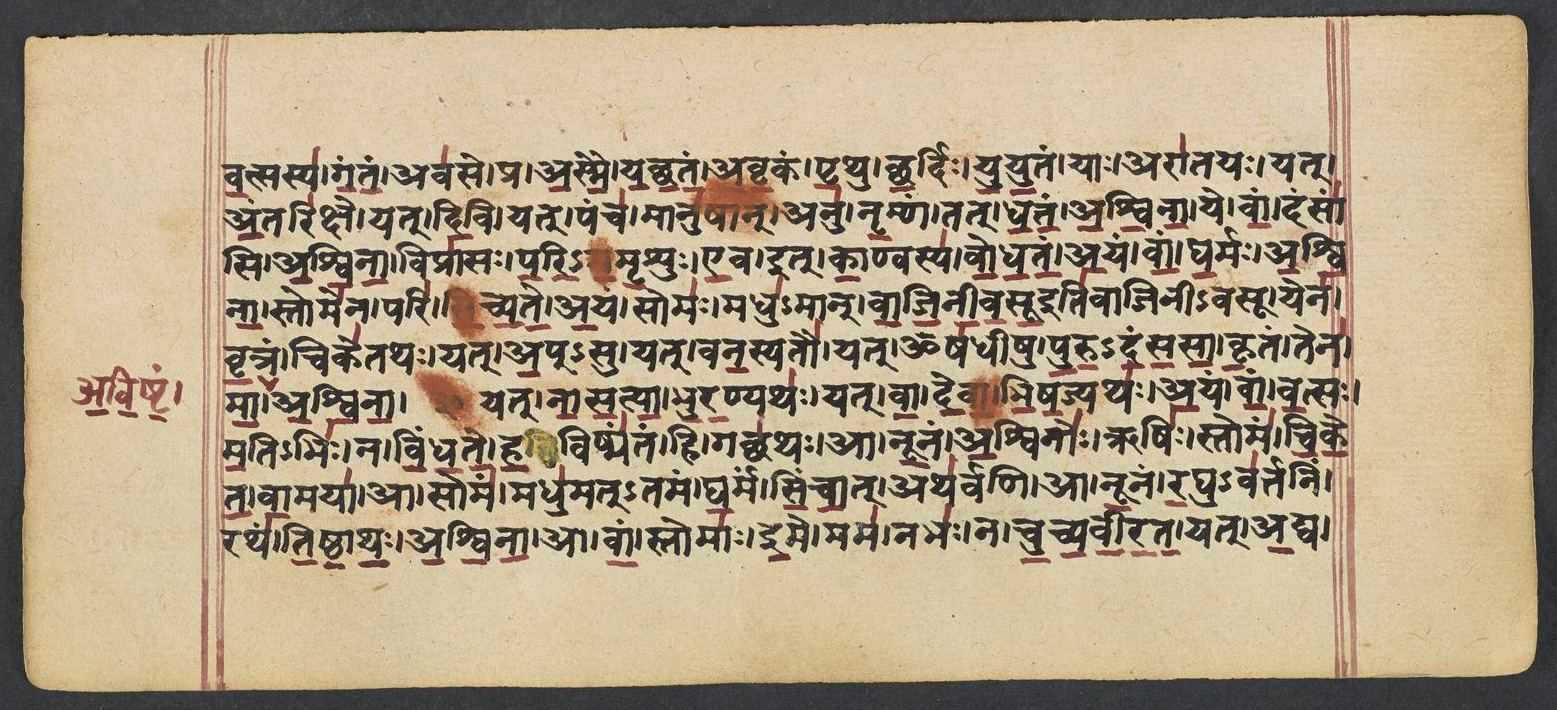 वत्सस्य।गंतं।अवसे।प्र।अस्मै।यच्छतं।अवृकं।पृथु।छर्दिः।युयुतं।याः।अरातयः।यत्।
अंतरिक्षे।यत्।दिवि।यत्।पंच।मानुषान्।अनु।नृम्णं।तत्।धत्तं।अश्विना।ये।वां।दंसां
सि।अश्विना।विप्रासः।परिऽममृशुः।एव।इत्।काण्वस्य।बोधतं।अयं।वां।घर्मः।अश्वि
ना।स्तोमेन।परि।सिच्यते।अयं।सोमः।मधुऽमान्।वाजिनीवसूइतिवाजिनीऽवसू।येन।
वृत्रं।चिकेतथः।यत्।अप्ऽसु।यत्।वनस्पतौ।यत्।ओषधीषु।पुरुऽदंससा।कृतं।तेन।
मा।अश्विना। यत्।नासत्या।भुरण्यथः।यत्।वा।देवा।भिषज्यथः।अयं।वां।वत्सः।
अविष्टं।
मतिऽभिः।न।विंधते।हविष्मंतं।हि।गच्छथः।आ।नूनं।अश्विनोः।ऋषिः।स्तोमं।चिके
त।वामया।आ।सोमं।मधुमत्ऽतमं।घर्मं।सिंचात्।अथर्वणि।आ।नूनं।रघुऽवर्तनिं।
रथं।तिष्ठाथः।अश्विना।आ।वां।स्तोमाः।इमे।मम।नभः।न।चुच्यवीरत।यत्।अद्य।